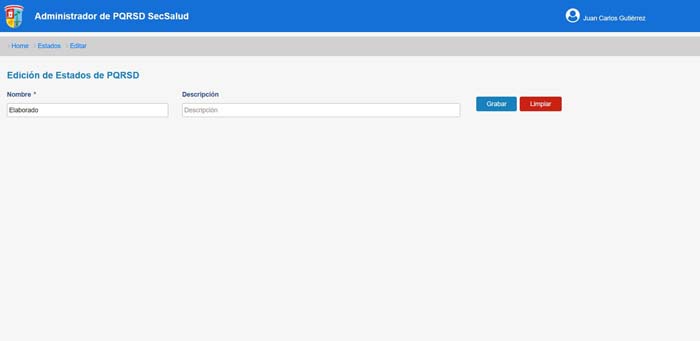 Administrador de PQRSD SecSalud
Juan Carlos Gutiérrez
Home Estados Editar
Edición de Estados de PQRSD
Nombre * Descripción
Elaborado Descripción Grabar Limpiar